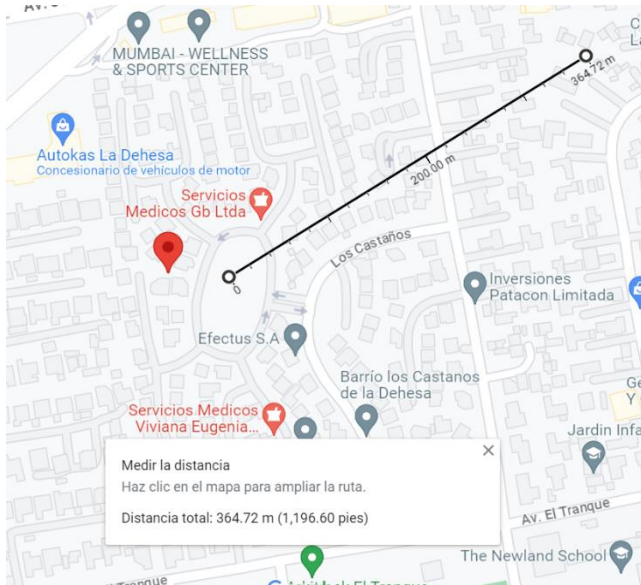 MUMBAI - WELLNESS
& SPORTS CENTER
364.72 m
Autokas La Dehesa
Concesionario de vehículos de motor
200.00 m
Servicios
Medicos Gb Ltda
Los Castaños
0
Inversiones
Patacon Limitada
Efectus S.A
Barrío los Castanos
de la Dehesa
Servicios Medicos
Viviana Eugenia...
Jardin Infa
Medir la distancia
Haz clic en el mapa para ampliar la ruta.
Distancia total: 364.72 m (1,196.60 pies)
Av. El Tranque
The Newland School
Tranque